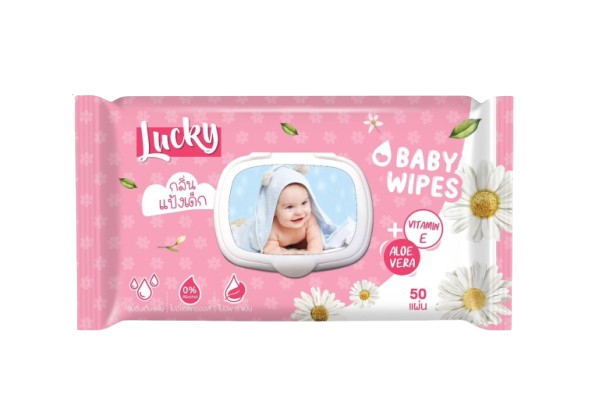 Lucky
กลิ่น
แป้งเด็ก
BABY
WIPES
+
VITAMIN
E
ALOE
VERA
0%
Alcohol
50
แผ่น